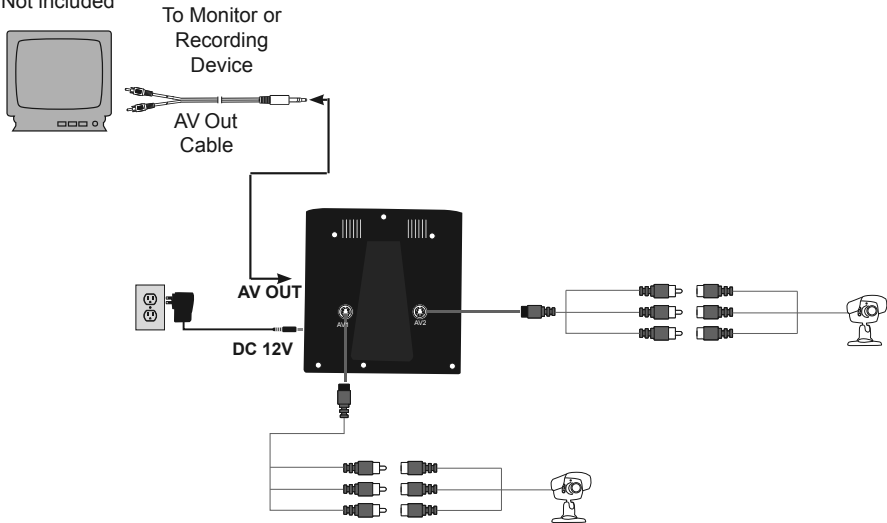 Not included
To Monitor or
Recording
Device
AV Out
Cable
AV OUT
AV1
AV2
DC 12V